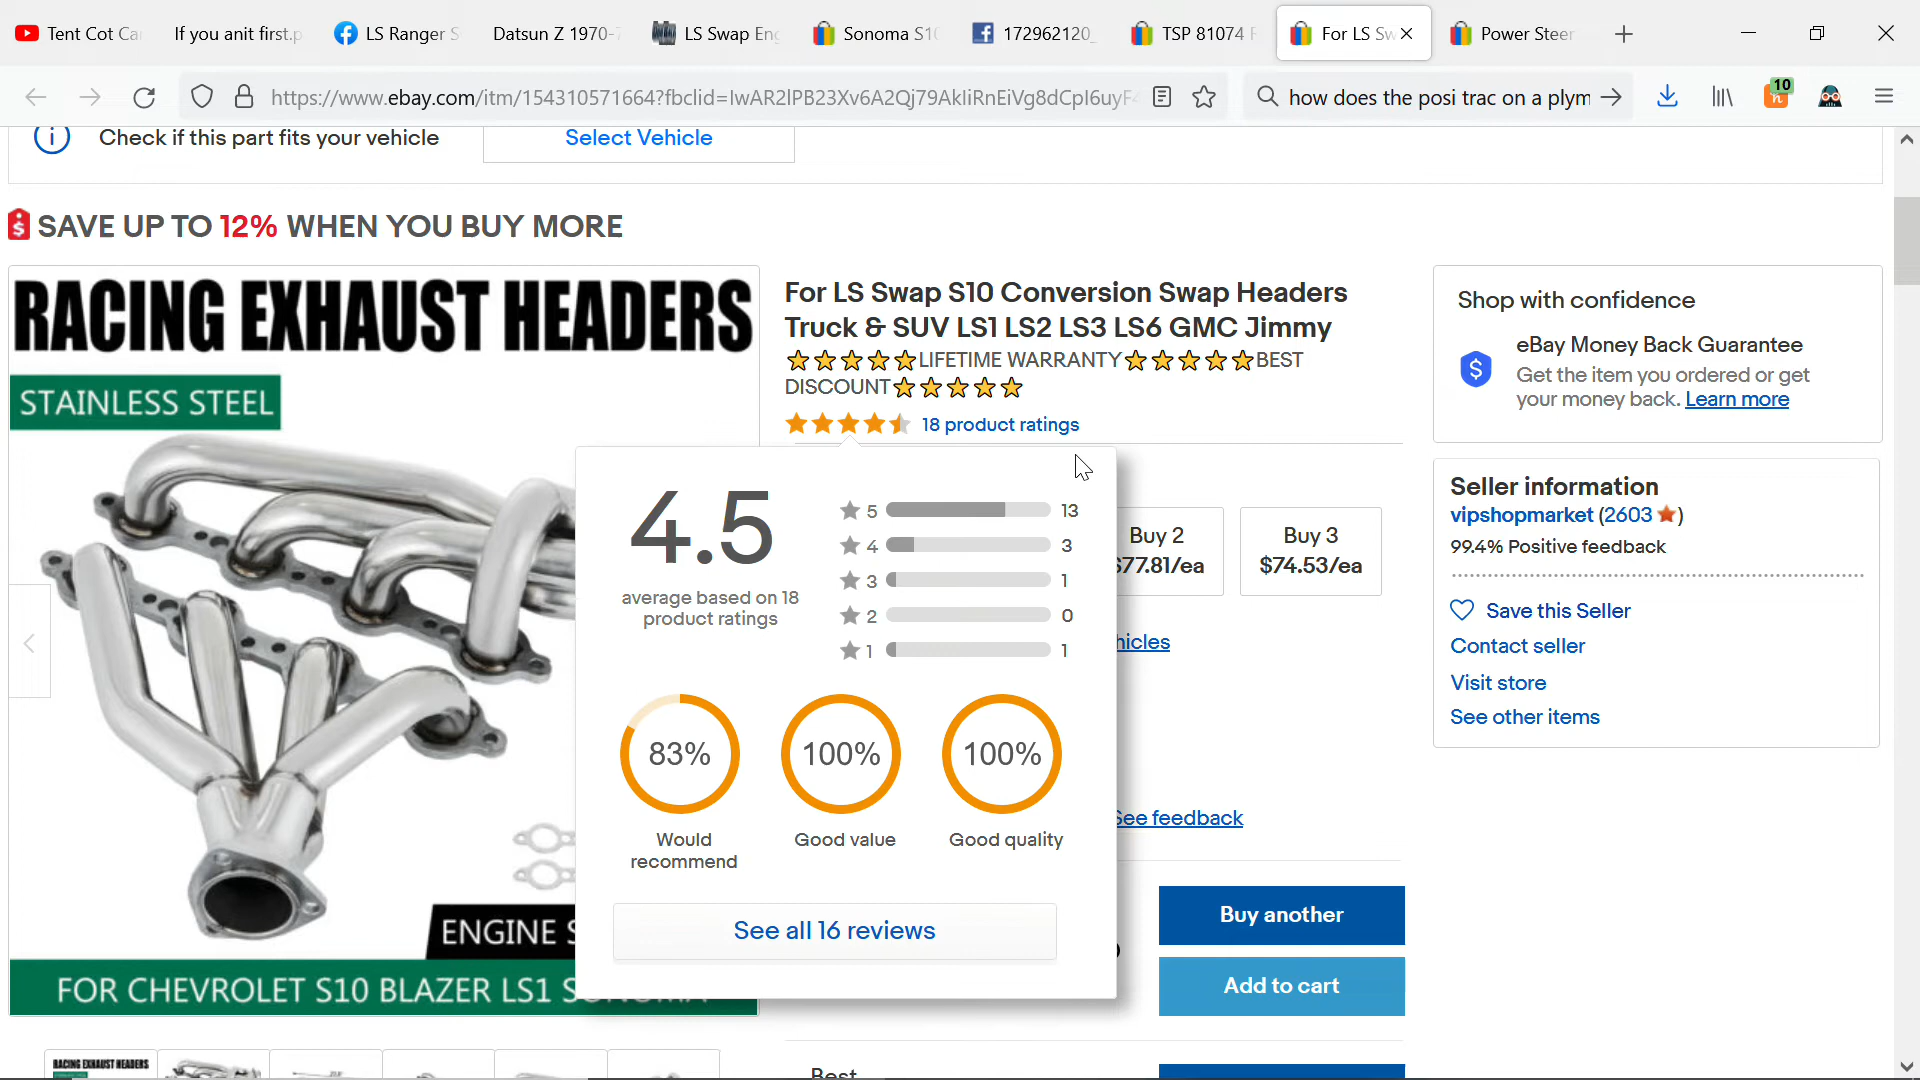 Tent Cot Ca
If you anit first.p
LS Ranger S
Datsun Z 1970-7
LS Swap Eng
Sonoma S10
172962120_
TSP 81074 F
For LS Sw
Power Steer
https://www.ebay.com/itm/154310571664?fbclid=IwAR2IPB23Xv6A2Qj79AkliRnEiVg8dCpl6uyF4
how does the posi trac on a plym
10
Check if this part fits your vehicle
Select Vehicle
SAVE UP TO 12% WHEN YOU BUY MORE
RACING EXHAUST HEADERS
STAINLESS STEEL
ENGINE S
FOR CHEVROLET S10 BLAZER LS1 SONOMA
RACING EXHAUST HEADERS
For LS Swap S10 Conversion Swap Headers
Truck & SUV LS1 LS2 LS3 LS6 GMC Jimmy
⭐⭐⭐⭐⭐LIFETIME WARRANTY⭐⭐⭐⭐⭐BEST
DISCOUNT⭐⭐⭐⭐⭐
18 product ratings
4.5
average based on 18
product ratings
5 13
4 3
3 1
2 0
1 1
83%
100%
100%
Would
recommend
Good value
Good quality
See all 16 reviews
Buy 2
$77.81/ea
Buy 3
$74.53/ea
hicles
See feedback
Buy another
Add to cart
Best
Shop with confidence
eBay Money Back Guarantee
Get the item you ordered or get
your money back. Learn more
Seller information
vipshopmarket (2603)
99.4% Positive feedback
Save this Seller
Contact seller
Visit store
See other items